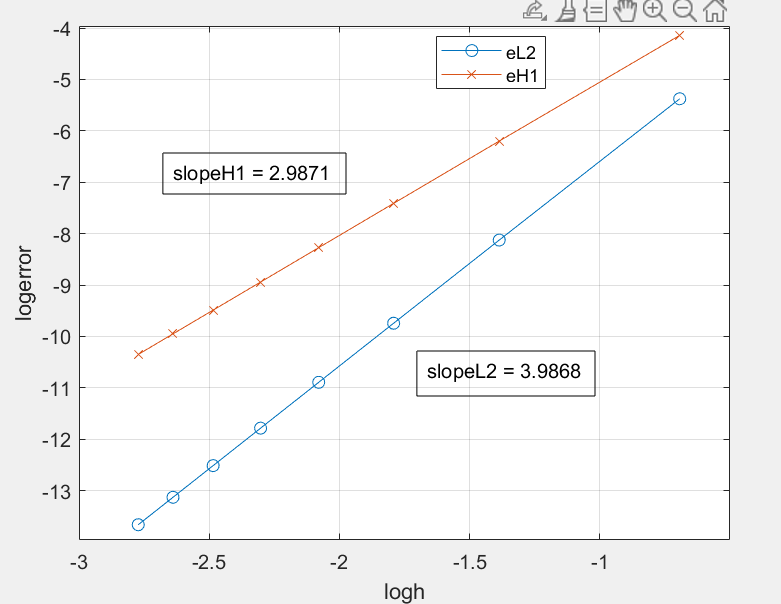 -4
eL2
eH1
-5
-6
slopeH1 = 2.9871
-7
-8
logerror
-9
-10
slopeL2 = 3.9868
-11
-12
-13
-3 -2.5 -2 -1.5 -1
logh